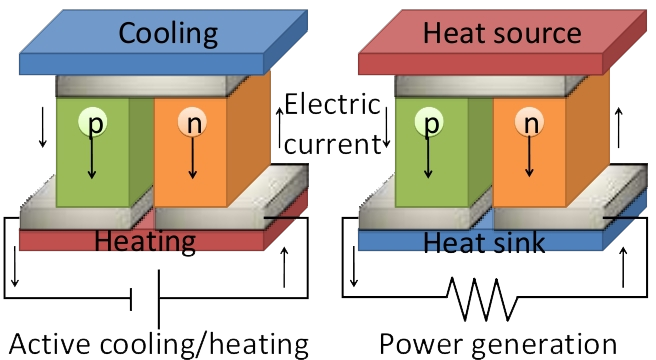 Cooling
Heat source
p
n
Electric
current
p
n
Heating
Heat sink
Active cooling/heating
Power generation